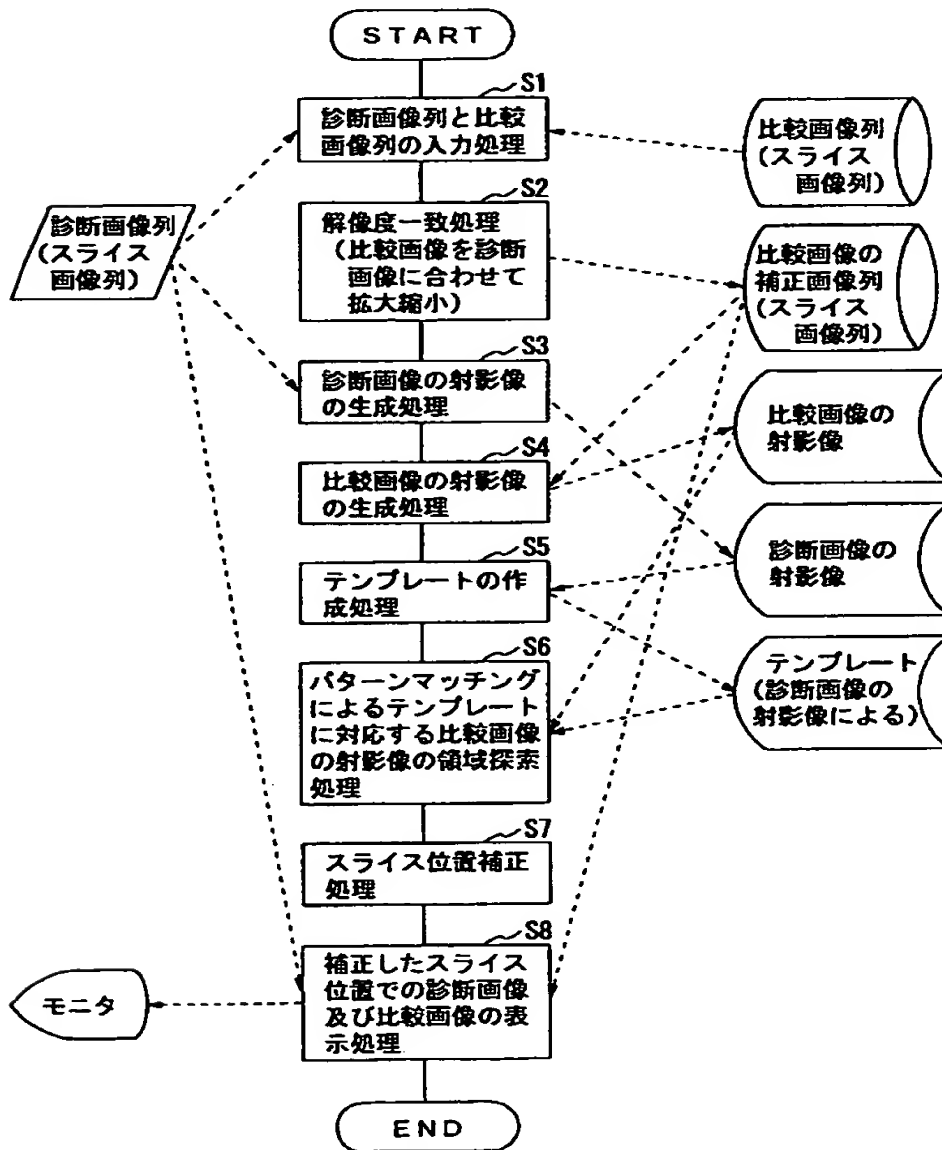 START
S1
診断画像列と比較
画像列の入力処理
比較画像列
(スライス
画像列)
S2
解像度一致処理
(比較画像を診断
画像に合わせて
拡大縮小)
診断画像列
(スライス
画像列)
比較画像の
補正画像列
(スライス
画像列)
S3
診断画像の射影像
の生成処理
比較画像の
射影像
S4
比較画像の射影像
の生成処理
S5
テンプレートの作
成処理
診断画像の
射影像
S6
パターンマッチング
によるテンプレート
に対応する比較画像
の射影像の領域探索
処理
テンプレート
(診断画像の
射影像による)
S7
スライス位置補正
処理
S8
補正したスライス
位置での診断画像
及び比較画像の表
示処理
モニタ
END